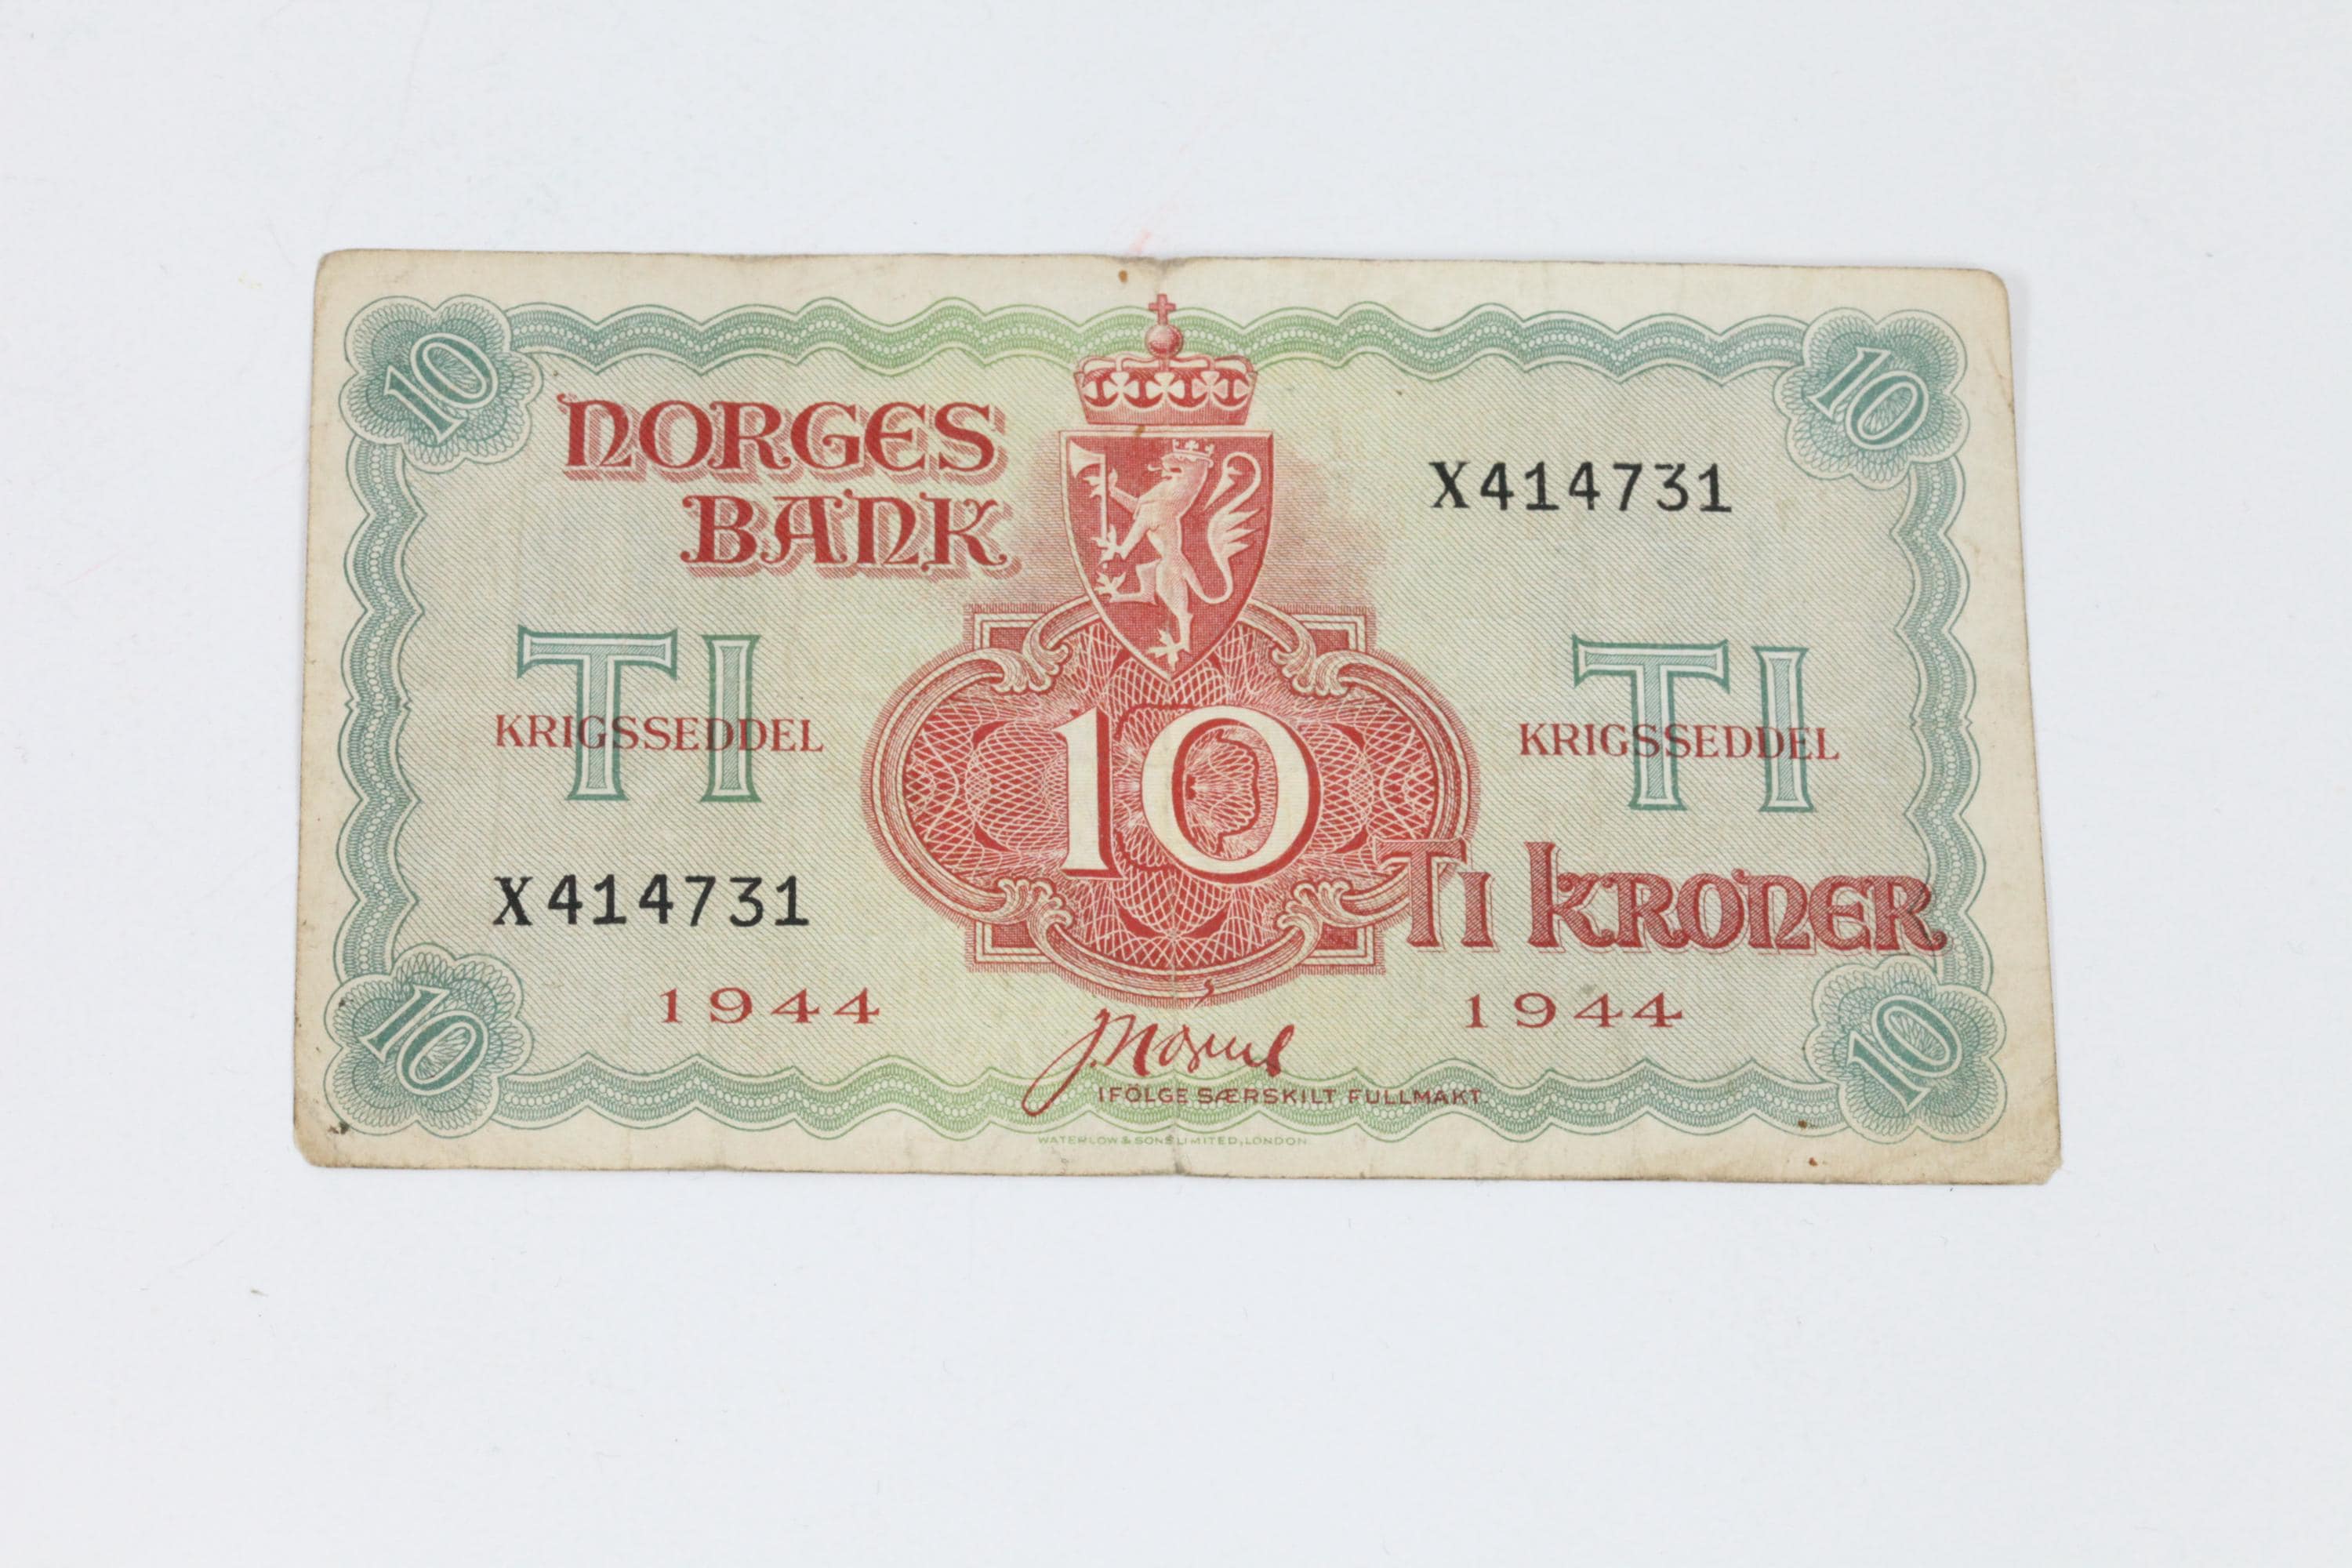 10
10
NORGES
BANK
X414731
TI
TI
KRIGSSEDDEL
KRIGSSEDDEL
10
TI KRONER
X414731
1944
1944
10
10
IFÖLGE SÆRSKILT FULLMAKT.
WATERLOW & SONS LIMITED, LONDON.